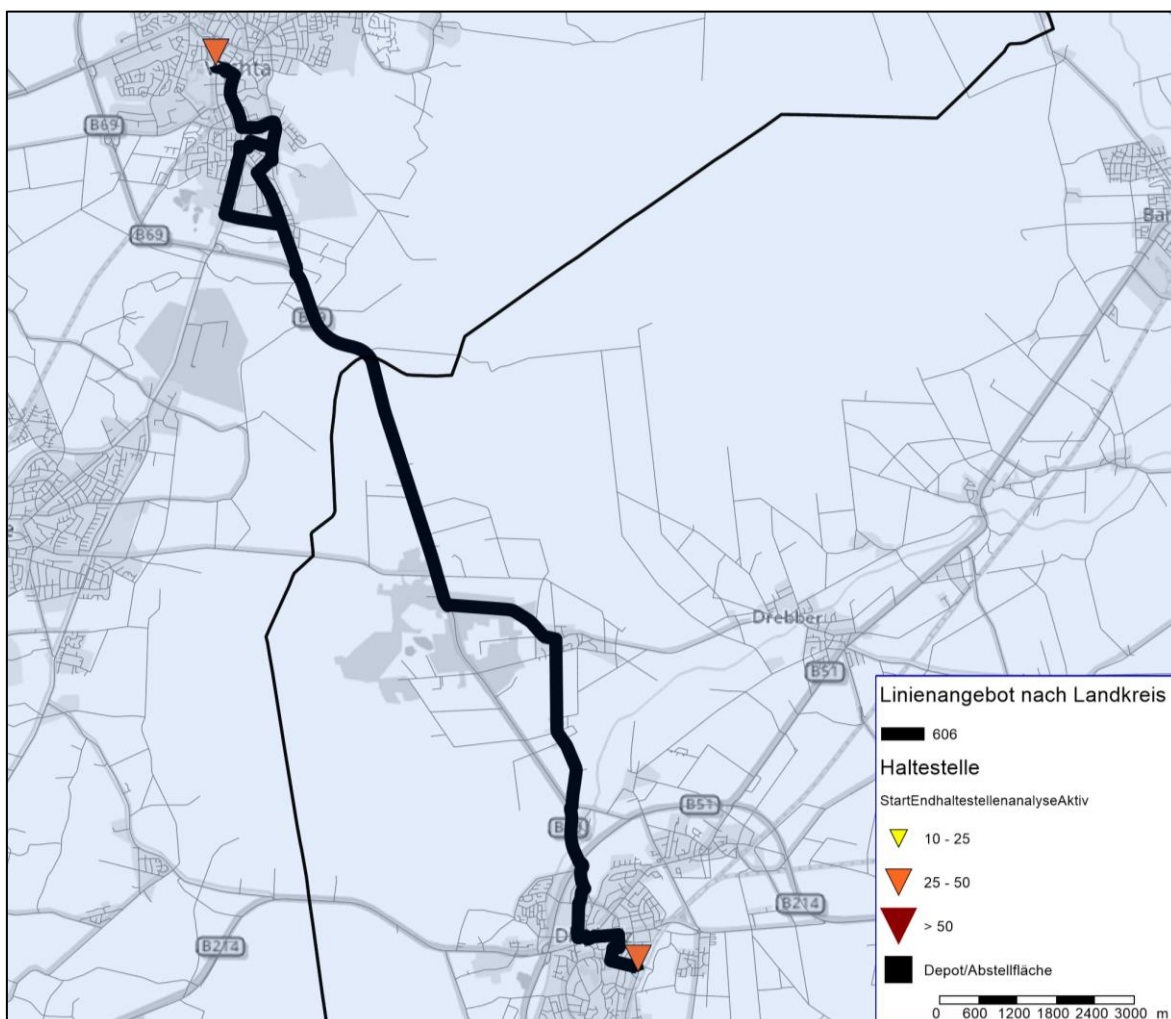 B69
B69
Drebber
B51
B51
B214
B214
Linienangebot nach Landkreis
606
Haltestelle
StartEndhaltestellenanalyseAktiv
10 - 25
25 - 50
> 50
Depot/Abstellfläche
0 600 1200 1800 2400 3000 m